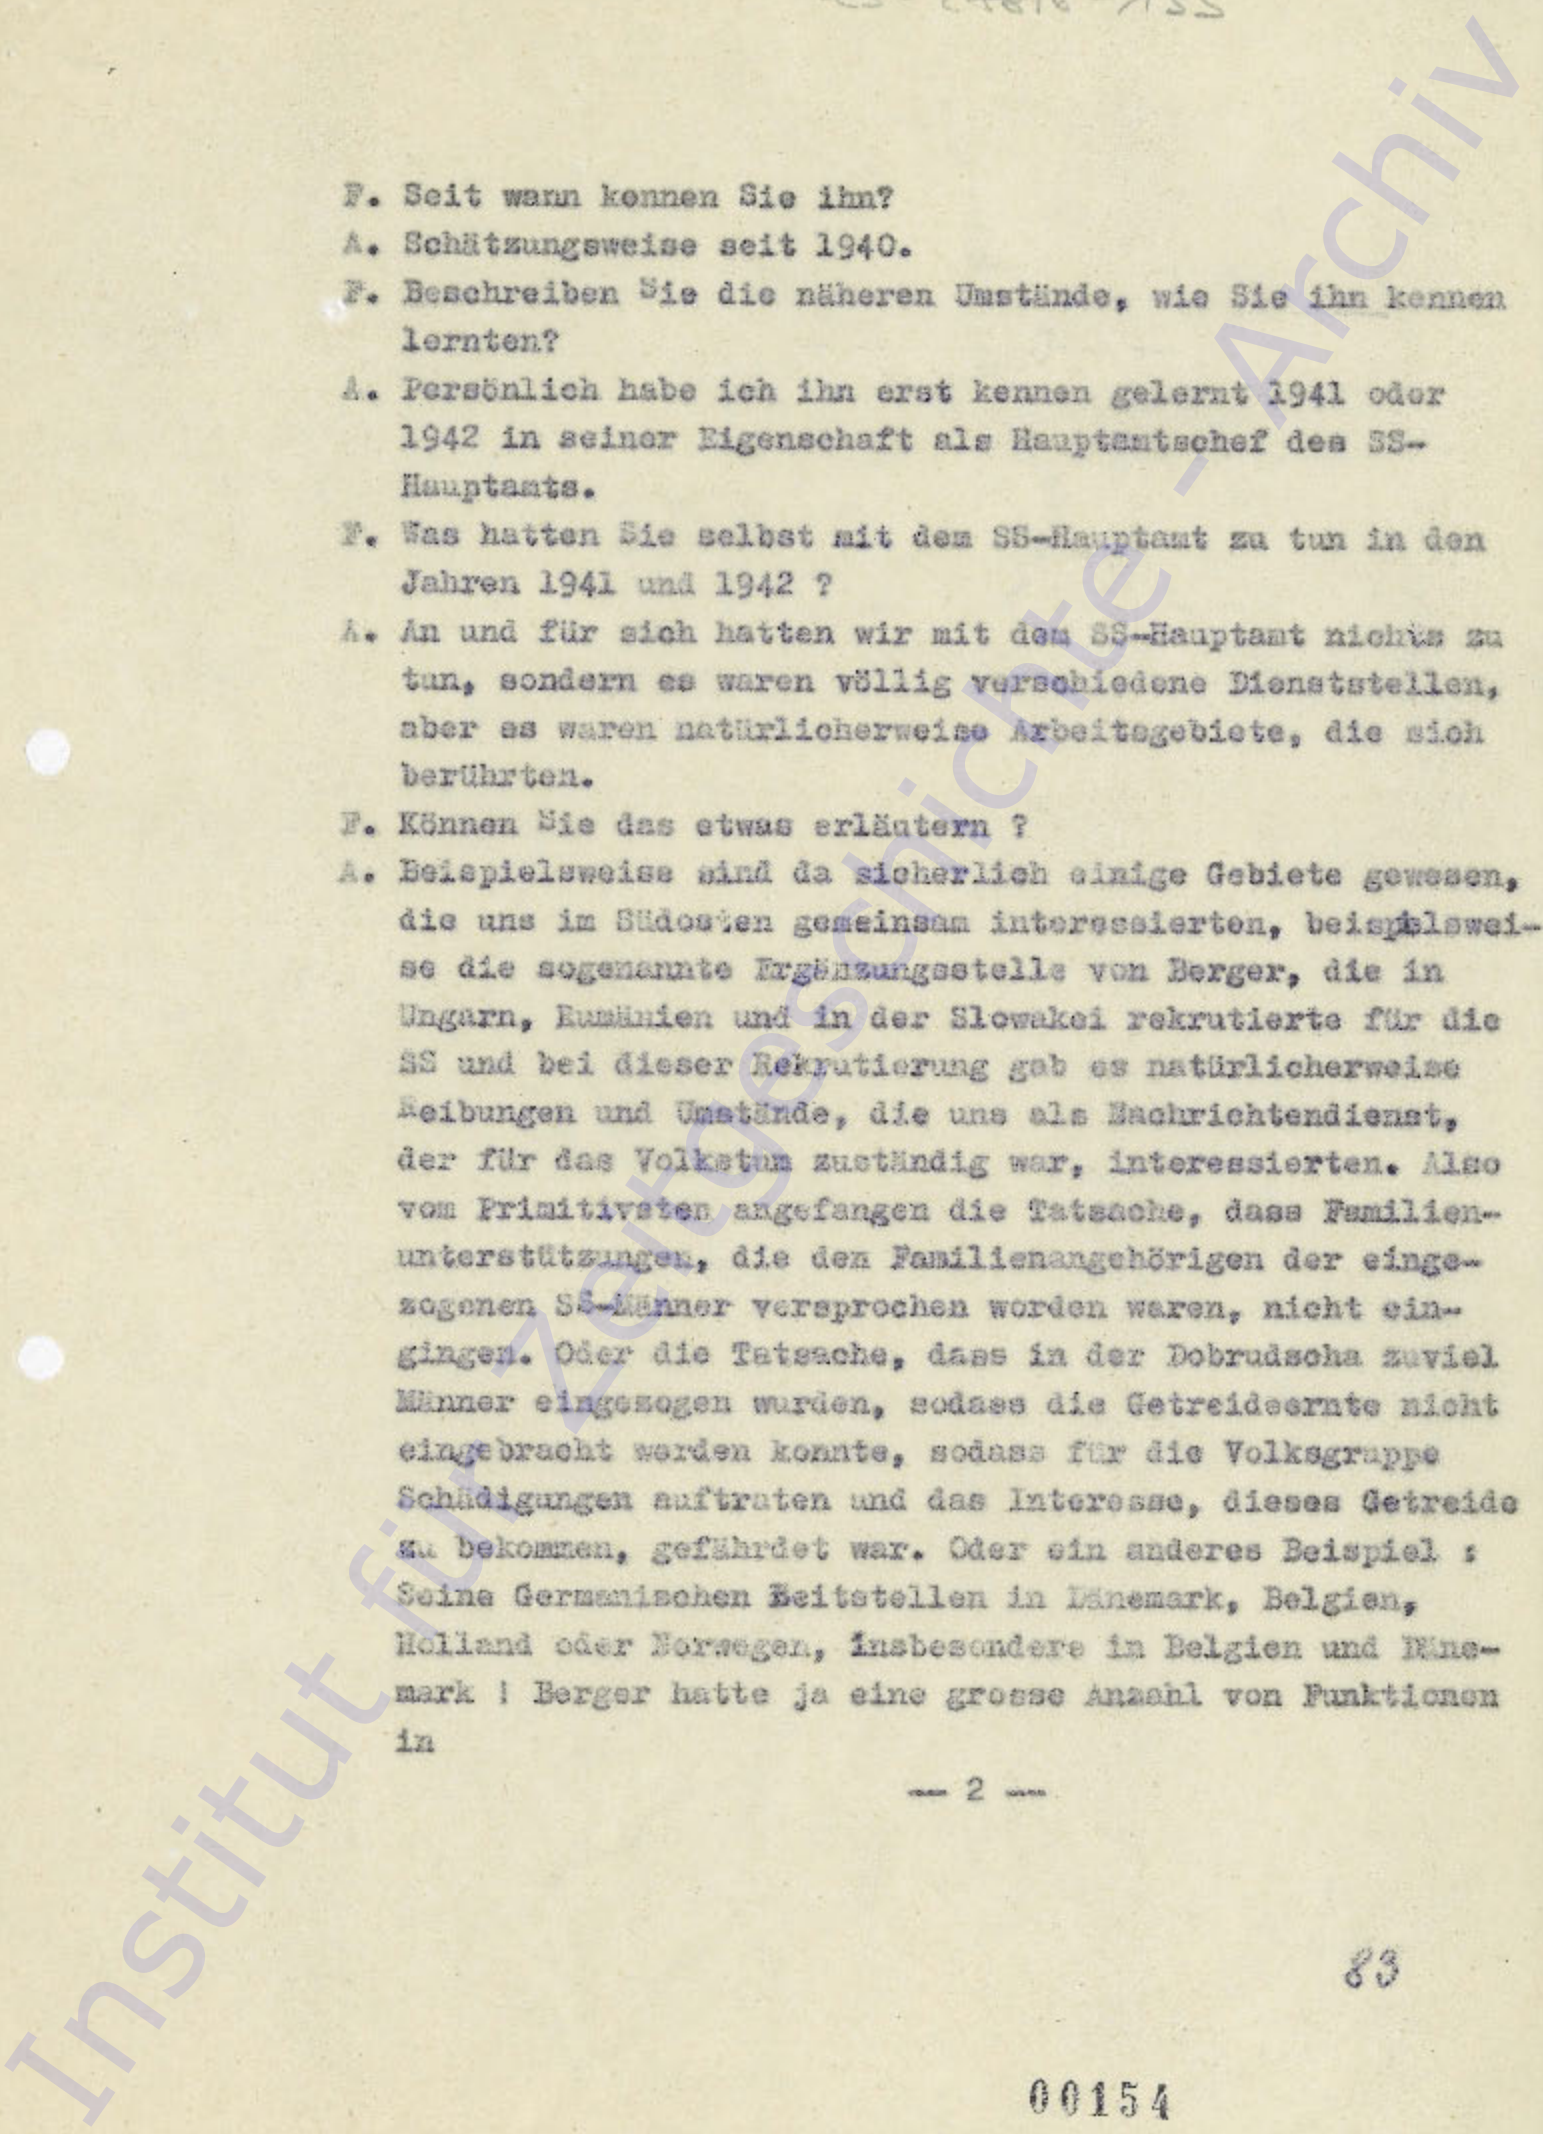 F. Seit wann kennen Sie ihn?
A. Schätzungsweise seit 1940.
F. Beschreiben Sie die näheren Umstände, wie Sie ihn kennen
lernten?
A. Persönlich habe ich ihn erst kennen gelernt 1941 oder
1942 in seiner Eigenschaft als Hauptamtschef des SS-
Hauptamts.
F. Was hatten Sie selbst mit dem SS-Hauptamt zu tun in den
Jahren 1941 und 1942 ?
A. An und für sich hatten wir mit dem SS-Hauptamt nichts zu
tun, sondern es waren völlig verschiedene Dienststellen,
aber es waren natürlicherweise Arbeitsgebiete, die sich
berührten.
F. Können Sie das etwas erläutern ?
A. Beispielsweise sind da sicherlich einige Gebiete gewesen,
die uns im Südosten gemeinsam interessierten, beispielswei-
se die sogenannte Ergänzungsstelle von Berger, die in
Ungarn, Rumänien und in der Slowakei rekrutierte für die
SS und bei dieser Rekrutierung gab es natürlicherweise
Reibungen und Umstände, die uns als Nachrichtendienst,
der für das Volkstum zuständig war, interessierten. Also
vom Primitivsten angefangen die Tatsache, dass Familien-
unterstützungen, die den Familienangehörigen der einge-
zogenen SS-Männer versprochen worden waren, nicht ein-
gingen. Oder die Tatsache, dass in der Dobrudscha zuviel
Männer eingezogen wurden, sodass die Getreideernte nicht
eingebracht werden konnte, sodass für die Volksgruppe
Schädigungen auftraten und das Interesse, dieses Getreide
zu bekommen, gefährdet war. Oder ein anderes Beispiel :
Seine Germanischen Leitstellen in Dänemark, Belgien,
Holland oder Norwegen, insbesondere in Belgien und Däne-
mark ! Berger hatte ja eine grosse Anzahl von Funktionen
in
— 2 —
83
00154
Institut für Zeitgeschichte - Archiv